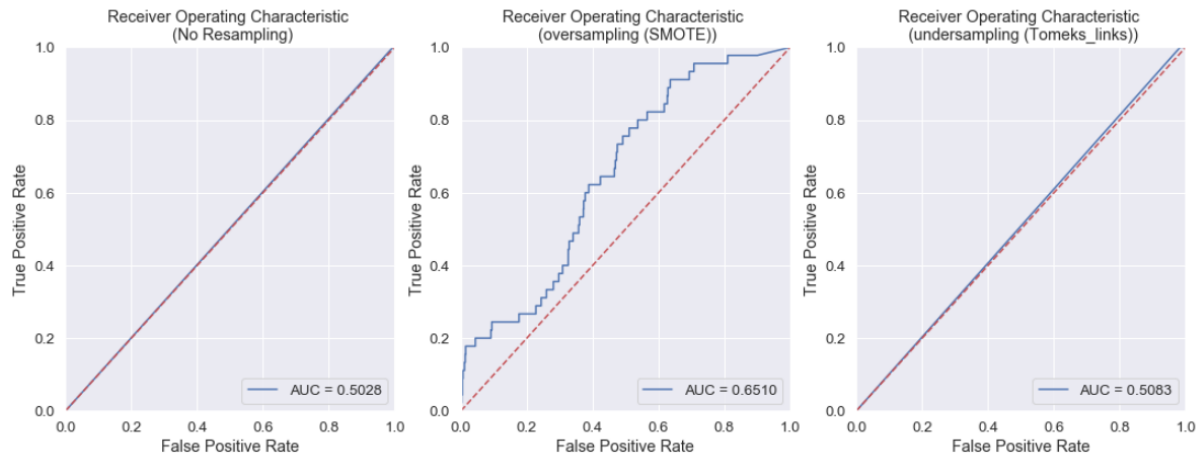 Receiver Operating Characteristic
(No Resampling)
1.0
0.8
0.6
0.4
0.2
0.0
True Positive Rate
0.0 0.2 0.4 0.6 0.8 1.0
False Positive Rate
AUC = 0.5028
Receiver Operating Characteristic
(oversampling (SMOTE))
1.0
0.8
0.6
0.4
0.2
0.0
True Positive Rate
0.0 0.2 0.4 0.6 0.8 1.0
False Positive Rate
AUC = 0.6510
Receiver Operating Characteristic
(undersampling (Tomeks_links))
1.0
0.8
0.6
0.4
0.2
0.0
True Positive Rate
0.0 0.2 0.4 0.6 0.8 1.0
False Positive Rate
AUC = 0.5083